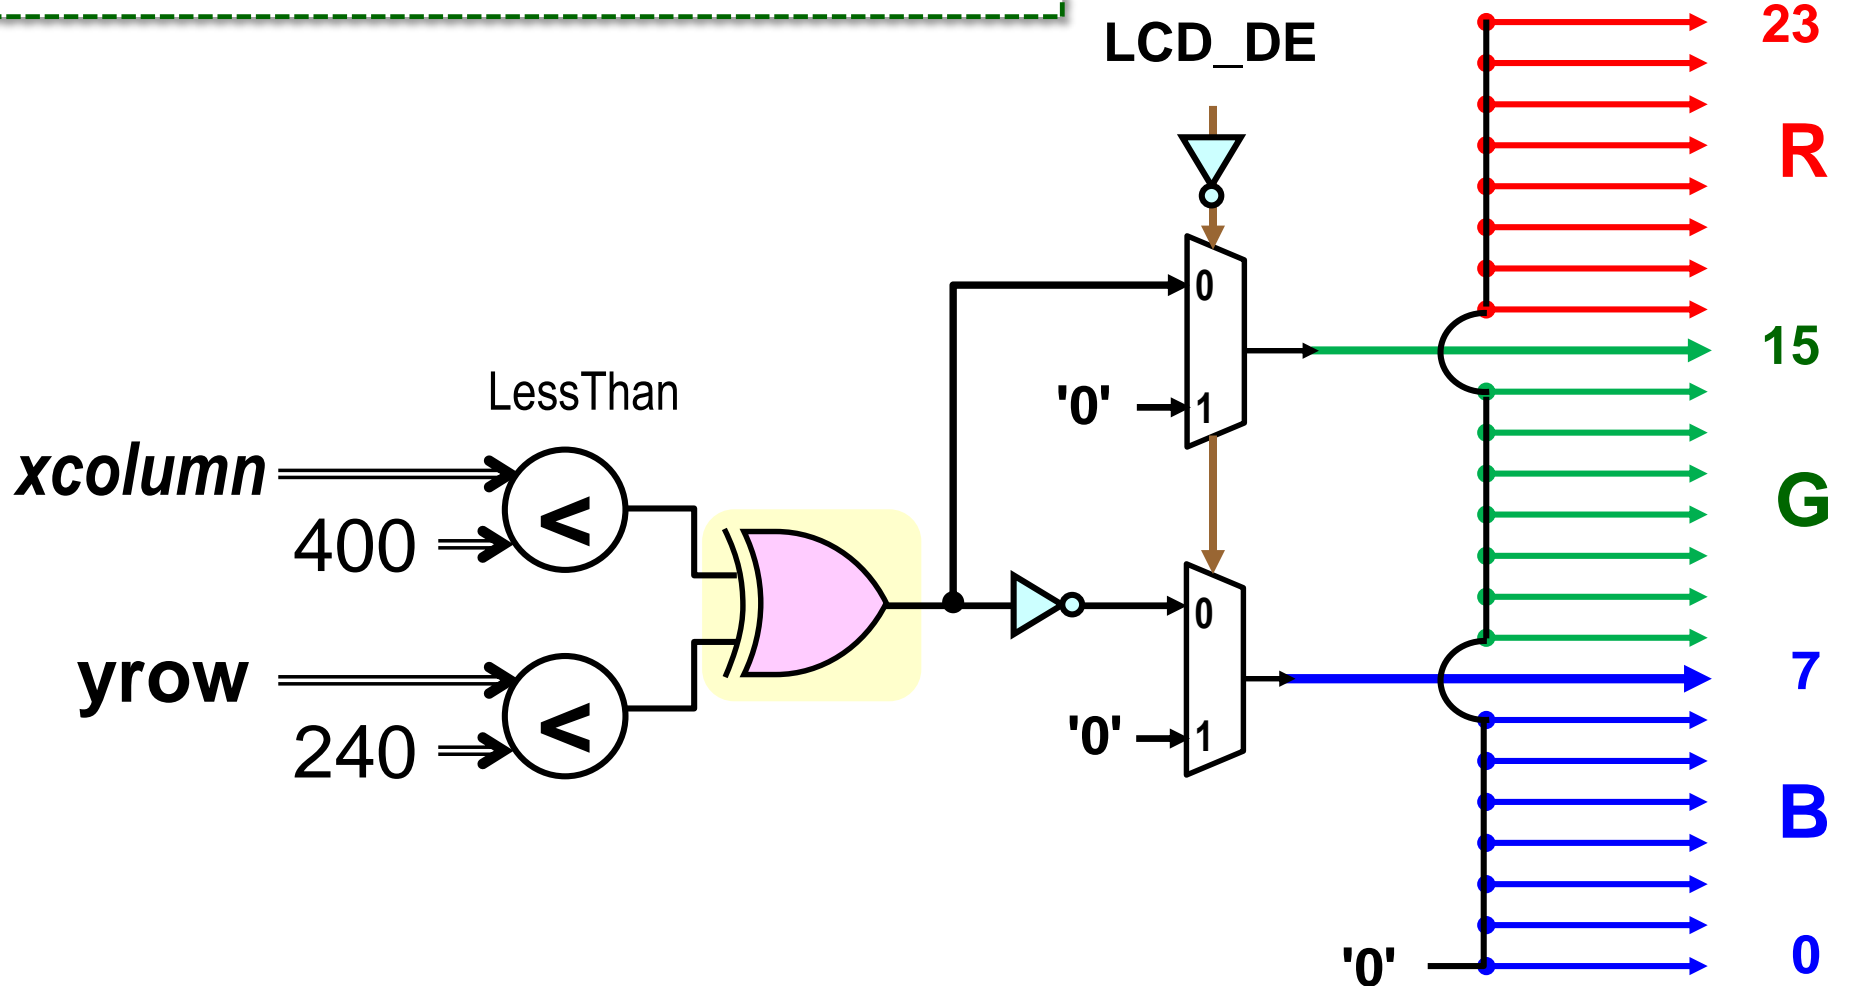 LCD_DE
23
R
0
15
LessThan
'0'
1
xcolumn
<
400
G
0
yrow
<
7
'0'
1
240
B
'0'
0